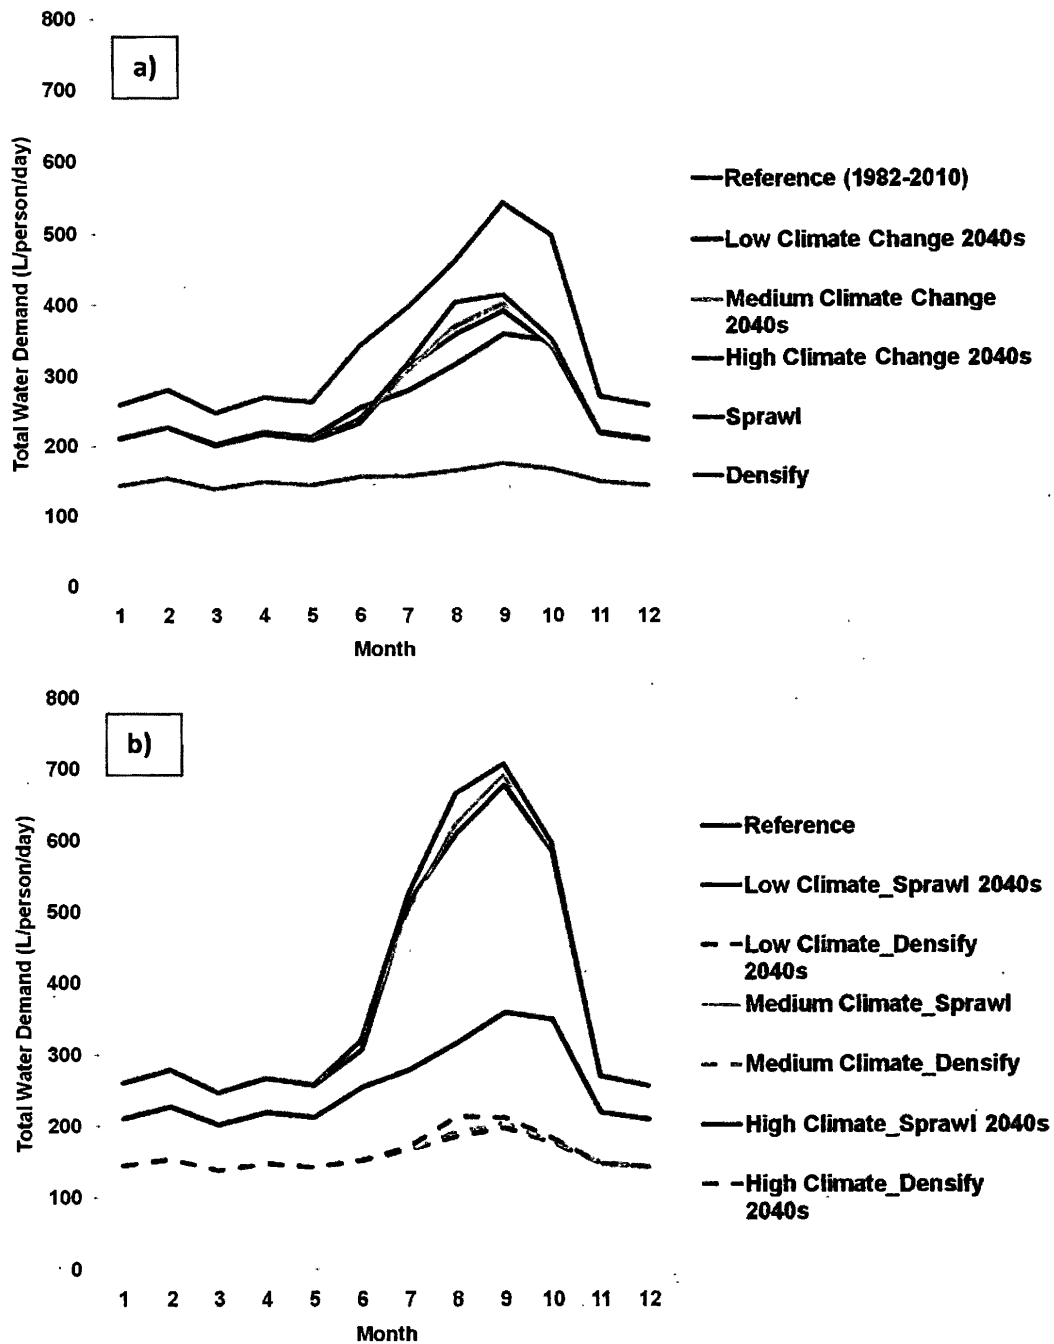 800
a)
700
600
500
400
300
200
100
0
Total Water Demand (L/person/day)
1 2 3 4 5 6 7 8 9 10 11 12
Month
Reference (1982-2010)
Low Climate Change 2040s
Medium Climate Change
2040s
High Climate Change 2040s
Sprawl
Densify
800
b)
700
600
500
400
300
200
100
0
Total Water Demand (L/person/day)
1 2 3 4 5 6 7 8 9 10 11 12
Month
Reference
Low Climate_Sprawl 2040s
Low Climate_Densify
2040s
Medium Climate_Sprawl
Medium Climate_Densify
High Climate_Sprawl 2040s
High Climate_Densify
2040s